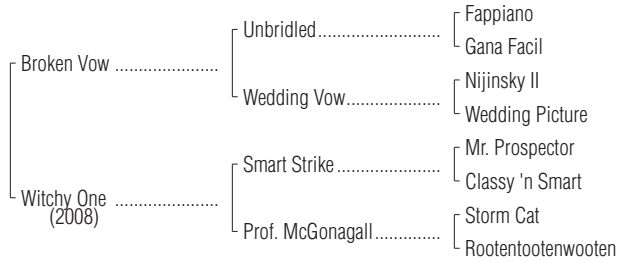 Fappiano
Unbridled
Gana Facil
Broken Vow
Nijinsky II
Wedding Vow
Wedding Picture
Mr. Prospector
Smart Strike
Classy 'n Smart
Witchy One
(2008)
Storm Cat
Prof. McGonagall
Rootentootenwooten